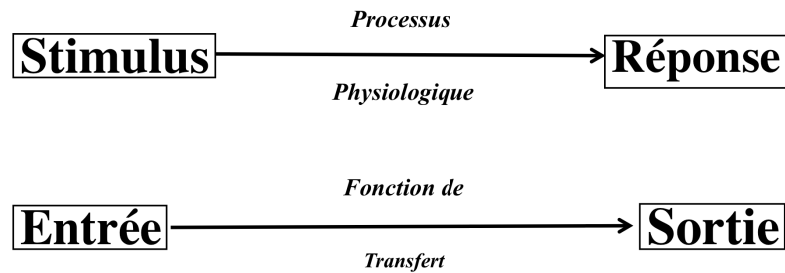 Processus
Stimulus Réponse
Physiologique
Fonction de
Entrée Sortie
Transfert